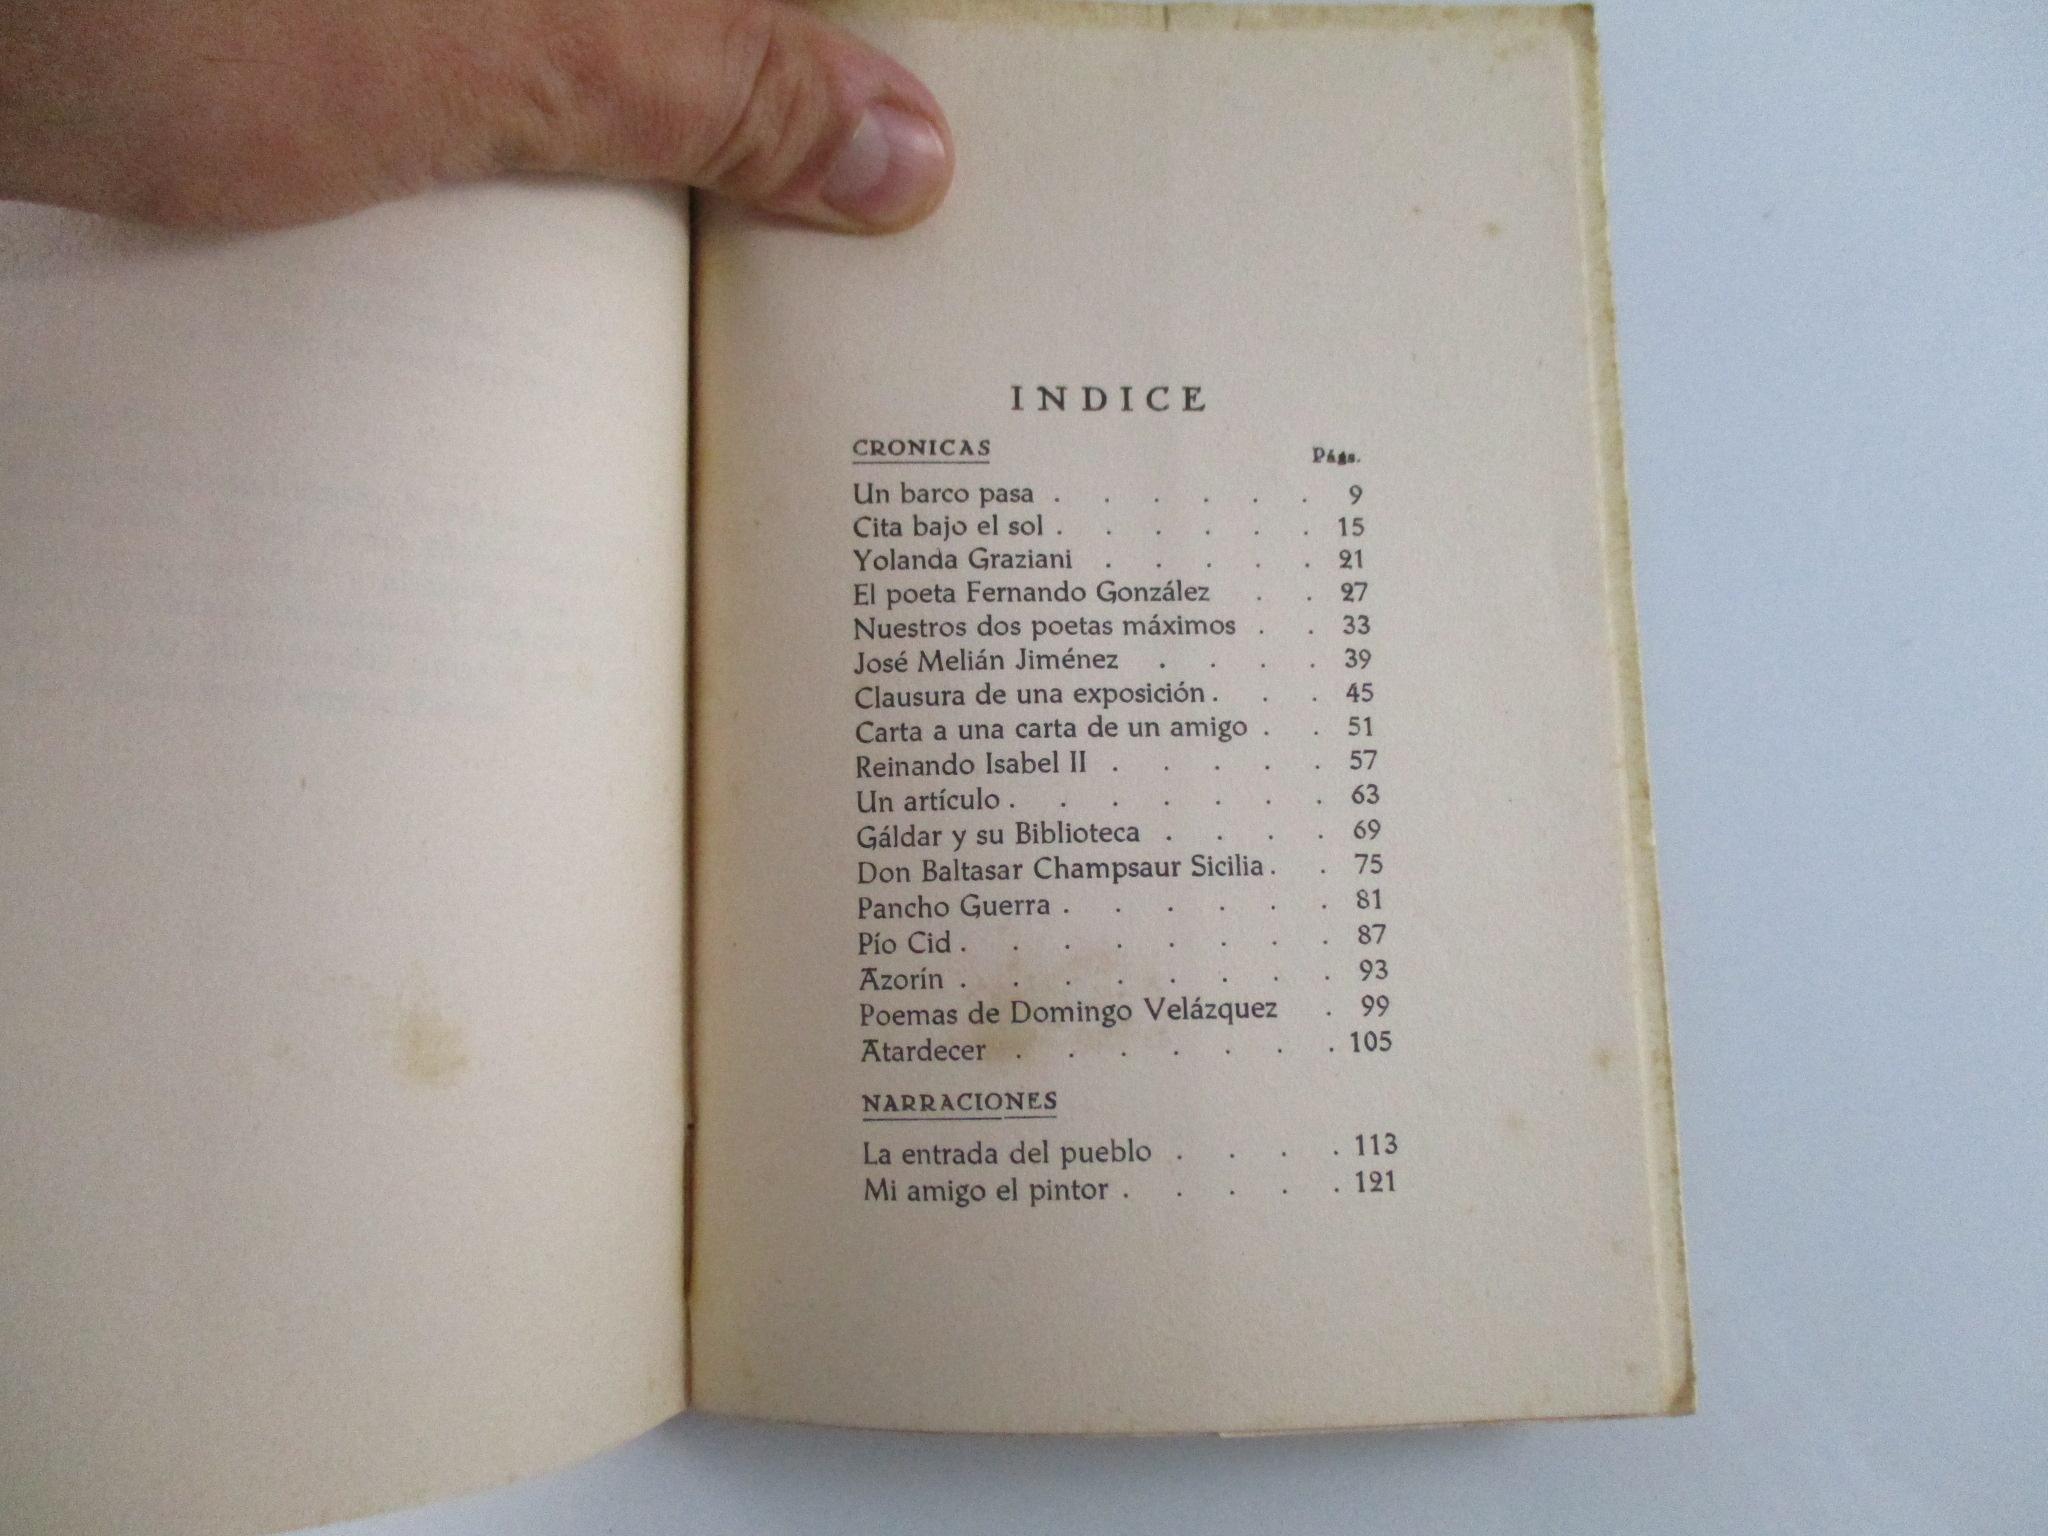 INDICE
CRONICAS Págs.
Un barco pasa . . . . . . 9
Cita bajo el sol . . . . . . 15
Yolanda Graziani . . . . . 21
El poeta Fernando González . . 27
Nuestros dos poetas máximos . . 33
José Melián Jiménez . . . . 39
Clausura de una exposición . . . 45
Carta a una carta de un amigo . . 51
Reinando Isabel II . . . . . 57
Un artículo . . . . . . . 63
Gáldar y su Biblioteca . . . . 69
Don Baltasar Champsaur Sicilia . . 75
Pancho Guerra . . . . . . 81
Pío Cid . . . . . . . . 87
Azorín . . . . . . . . 93
Poemas de Domingo Velázquez . 99
Atardecer . . . . . . . 105
NARRACIONES
La entrada del pueblo . . . . 113
Mi amigo el pintor . . . . . 121